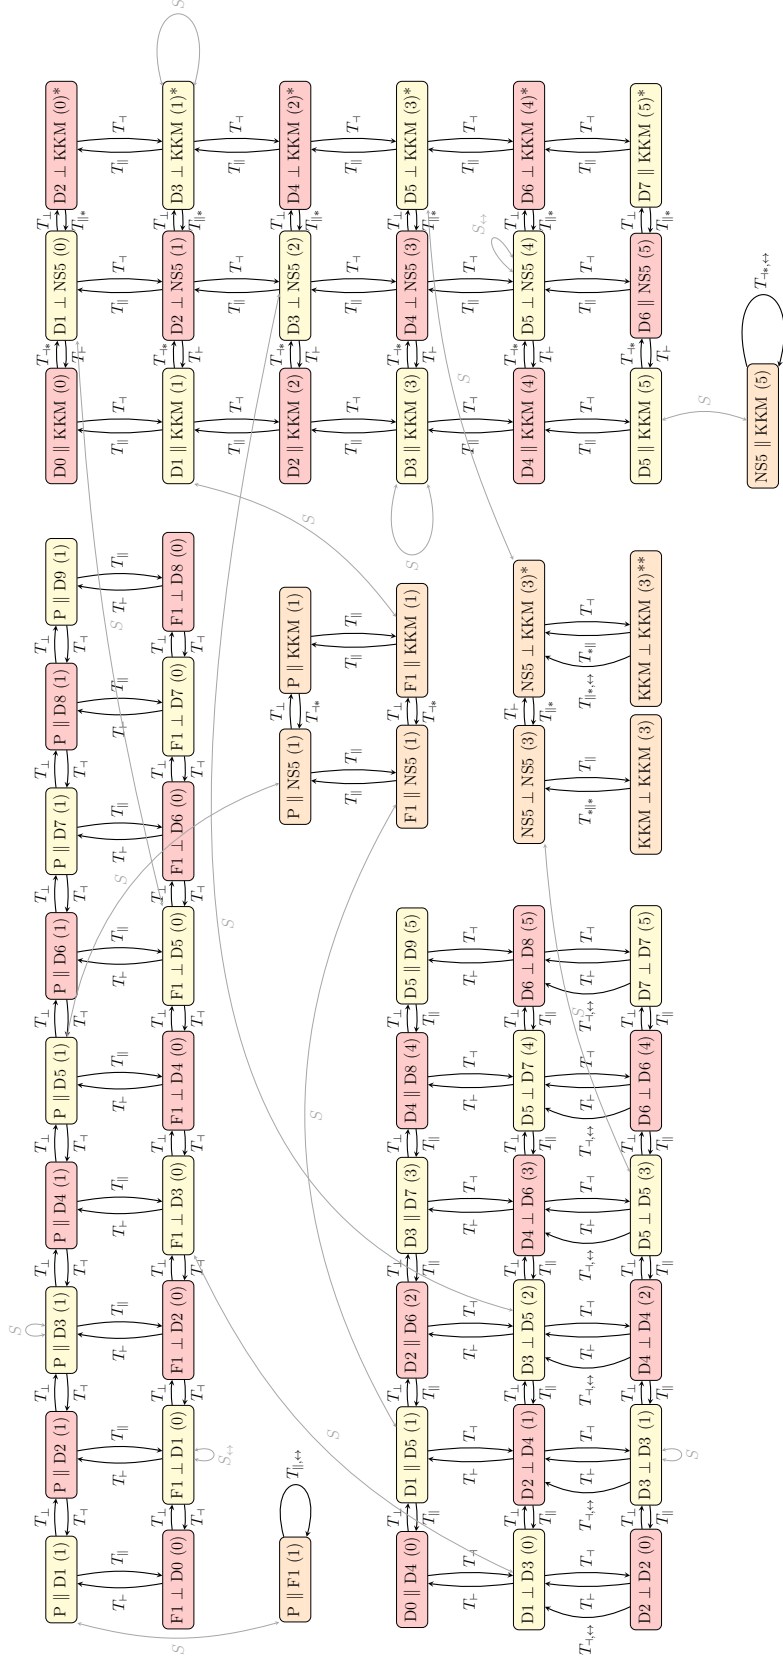 S S
T⊥ T⊥ T⊥ T⊥ T⊥ T⊥ T⊥ T⊥ T⊣* T⊥
P ∥ D1 (1) P ∥ D2 (1) P ∥ D3 (1) P ∥ D4 (1) P ∥ D5 (1) P ∥ D6 (1) P ∥ D7 (1) P ∥ D8 (1) P ∥ D9 (1) D0 ∥ KKM (0) D1 ⊥ NS5 (0) D2 ⊥ KKM (0)*
T⊣ T⊣ T⊣ T⊣ T⊣ T⊣ T⊣ T⊣ T⊢ T∥*
T⊢ T∥ T⊢ T∥ T⊢ T∥ T⊢ T∥ T⊢ T∥ T⊢ T∥ S T⊢ T∥ T⊢ T∥ S T⊢ T∥ T∥ T⊣ T∥ T⊣ T∥ T⊣
T⊥ T⊥ T⊥ T⊥ T⊥ T⊥ T⊥ T⊥ T⊣* T⊥
F1 ⊥ D0 (0) F1 ⊥ D1 (0) F1 ⊥ D2 (0) F1 ⊥ D3 (0) F1 ⊥ D4 (0) F1 ⊥ D5 (0) F1 ⊥ D6 (0) F1 ⊥ D7 (0) F1 ⊥ D8 (0) D1 ∥ KKM (1) D2 ⊥ NS5 (1) D3 ⊥ KKM (1)* S
T⊣ T⊣ T⊣ T⊣ T⊣ T⊣ T⊣ T⊣ T⊢ T∥*
S↔ S T∥ T⊣ T∥ T⊣ T∥ T⊣
T⊥ T⊣* T⊥
P ∥ F1 (1) T∥,↔ P ∥ NS5 (1) P ∥ KKM (1) D2 ∥ KKM (2) D3 ⊥ NS5 (2) D4 ⊥ KKM (2)*
T⊣* T⊢ T∥*
S S T∥ T∥ T∥ T∥ S T∥ T⊣ T∥ T⊣ T∥ T⊣
T⊥ T⊥ T⊥ T⊥ T⊥ T⊣* T⊥
D0 ∥ D4 (0) D1 ∥ D5 (1) D2 ∥ D6 (2) D3 ∥ D7 (3) D4 ∥ D8 (4) D5 ∥ D9 (5) F1 ∥ NS5 (1) F1 ∥ KKM (1) S D3 ∥ KKM (3) D4 ⊥ NS5 (3) D5 ⊥ KKM (3)*
T∥ T∥ T∥ T∥ T∥ T⊣* T⊢ T∥*
T⊢ T⊣ T⊢ T⊣ T⊢ T⊣ T⊢ T⊣ T⊢ T⊣ T⊢ T⊣ T∥ T⊣ S T∥ T⊣ S↔ T∥ T⊣
T⊥ T⊥ T⊥ T⊥ T⊥ T⊢ T⊣* T⊥
D1 ⊥ D3 (0) D2 ⊥ D4 (1) D3 ⊥ D5 (2) D4 ⊥ D6 (3) D5 ⊥ D7 (4) D6 ⊥ D8 (5) NS5 ⊥ NS5 (3) NS5 ⊥ KKM (3)* D4 ∥ KKM (4) D5 ⊥ NS5 (4) D6 ⊥ KKM (4)*
T∥ T∥ T∥ T∥ T∥ T∥* T⊢ T∥*
T⊣,↔ T⊢ T⊣ T⊣,↔ T⊢ T⊣ T⊣,↔ T⊢ T⊣ T⊣,↔ T⊢ T⊣ T⊣,↔ T⊢ T⊣ T⊣,↔ S T⊢ T⊣ T*∥* T∥ T∥*,↔ T*∥ T⊣ T∥ T⊣ T∥ T⊣ T∥ T⊣
T⊥ T⊥ T⊥ T⊥ T⊥ T⊣* T⊥
D2 ⊥ D2 (0) D3 ⊥ D3 (1) D4 ⊥ D4 (2) D5 ⊥ D5 (3) D6 ⊥ D6 (4) D7 ⊥ D7 (5) KKM ⊥ KKM (3) KKM ⊥ KKM (3)** D5 ∥ KKM (5) D6 ∥ NS5 (5) D7 ∥ KKM (5)*
T∥ T∥ T∥ T∥ T∥ T⊢ T∥*
S S
NS5 ∥ KKM (5) T⊣*,↔